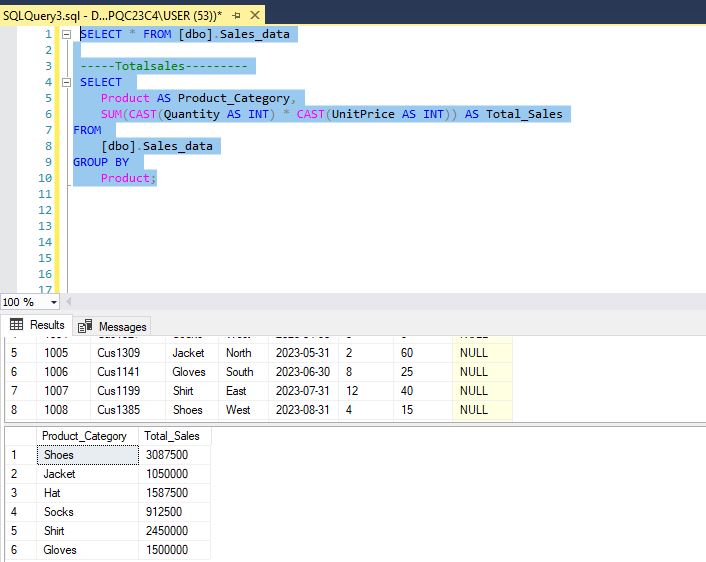 SQLQuery3.sql - D...PQC23C4\USER (53))*
1 SELECT * FROM [dbo].Sales_data
2
3 -----Totalsales---------
4 SELECT
5 Product AS Product_Category,
6 SUM(CAST(Quantity AS INT) * CAST(UnitPrice AS INT)) AS Total_Sales
7 FROM
8 [dbo].Sales_data
9 GROUP BY
10 Product;
11
12
13
14
15
16
17
100 %
Results Messages
5 1005 Cus1309 Jacket North 2023-05-31 2 60 NULL
6 1006 Cus1141 Gloves South 2023-06-30 8 25 NULL
7 1007 Cus1199 Shirt East 2023-07-31 12 40 NULL
8 1008 Cus1385 Shoes West 2023-08-31 4 15 NULL
Product_Category Total_Sales
1 Shoes 3087500
2 Jacket 1050000
3 Hat 1587500
4 Socks 912500
5 Shirt 2450000
6 Gloves 1500000